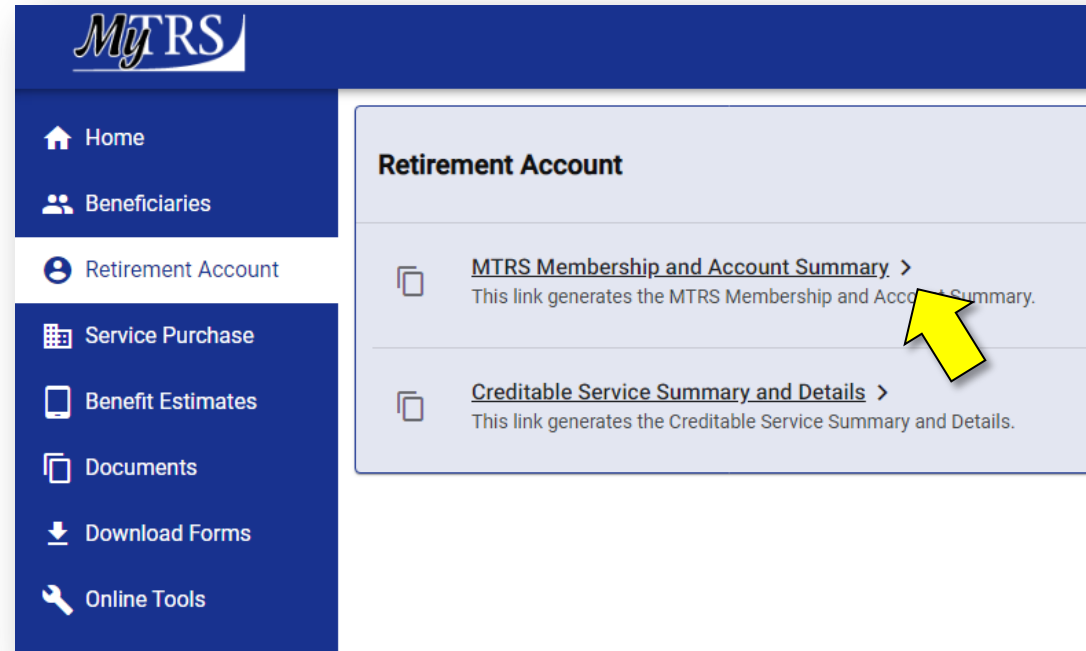 MyTRS
Home
Beneficiaries
Retirement Account
Service Purchase
Benefit Estimates
Documents
Download Forms
Online Tools
Retirement Account
MTRS Membership and Account Summary >
This link generates the MTRS Membership and Account Summary.
Creditable Service Summary and Details >
This link generates the Creditable Service Summary and Details.